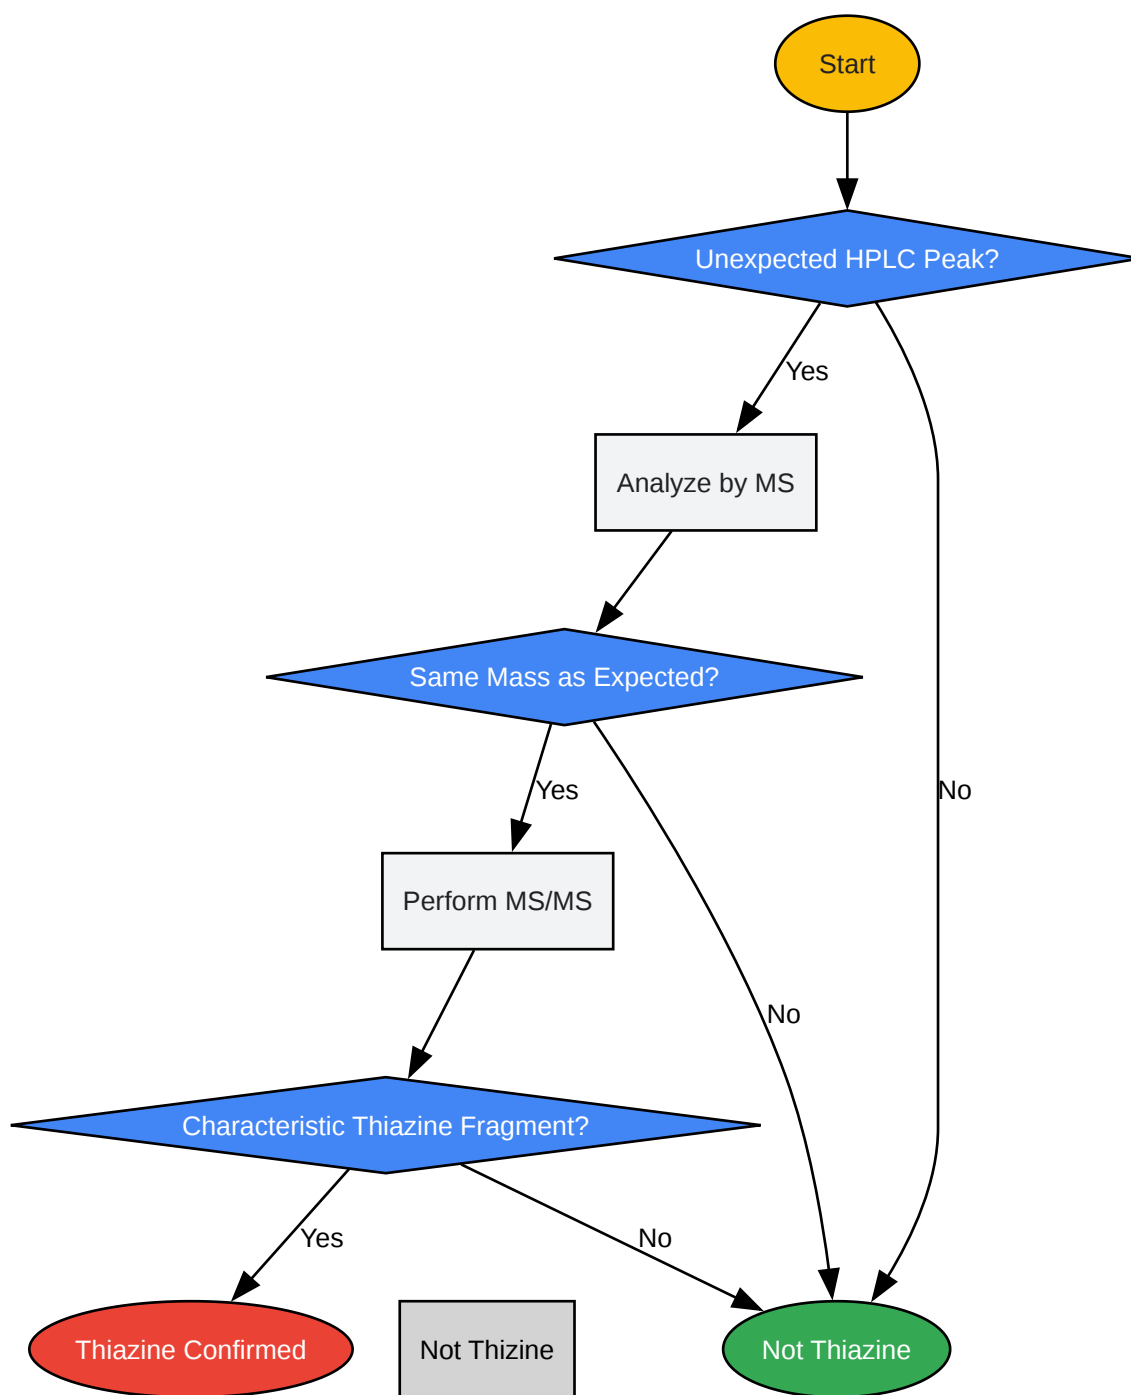 Start
Unexpected HPLC Peak?
Yes
Analyze by MS
Same Mass as Expected?
Yes
No
Perform MS/MS
No
Characteristic Thiazine Fragment?
Yes
No
Thiazine Confirmed
Not Thizine
Not Thiazine